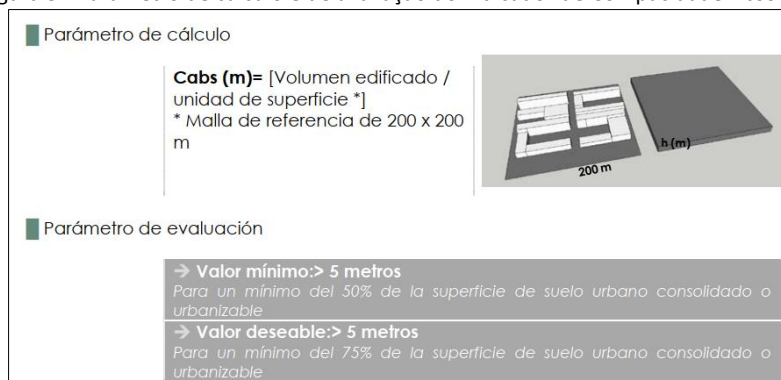 Parámetro de cálculo
Cabs (m)= [Volumen edificado /
unidad de superficie *]
* Malla de referencia de 200 x 200
m
h (m)
200 m
Parámetro de evaluación
→ Valor mínimo:> 5 metros
Para un mínimo del 50% de la superficie de suelo urbano consolidado o
urbanizable
→ Valor deseable:> 5 metros
Para un mínimo del 75% de la superficie de suelo urbano consolidado o
urbanizable